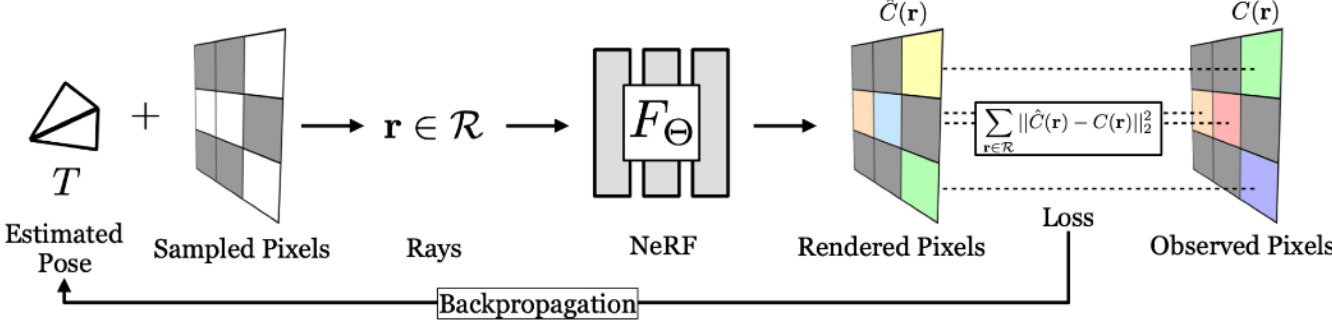 Ĉ(𝐫)
C(𝐫)
+
T
𝐫 ∈ ℛ
F_Θ
∑_{𝐫∈ℛ} ||Ĉ(𝐫) − C(𝐫)||₂²
Estimated
Pose
Sampled Pixels
Rays
NeRF
Rendered Pixels
Loss
Observed Pixels
Backpropagation